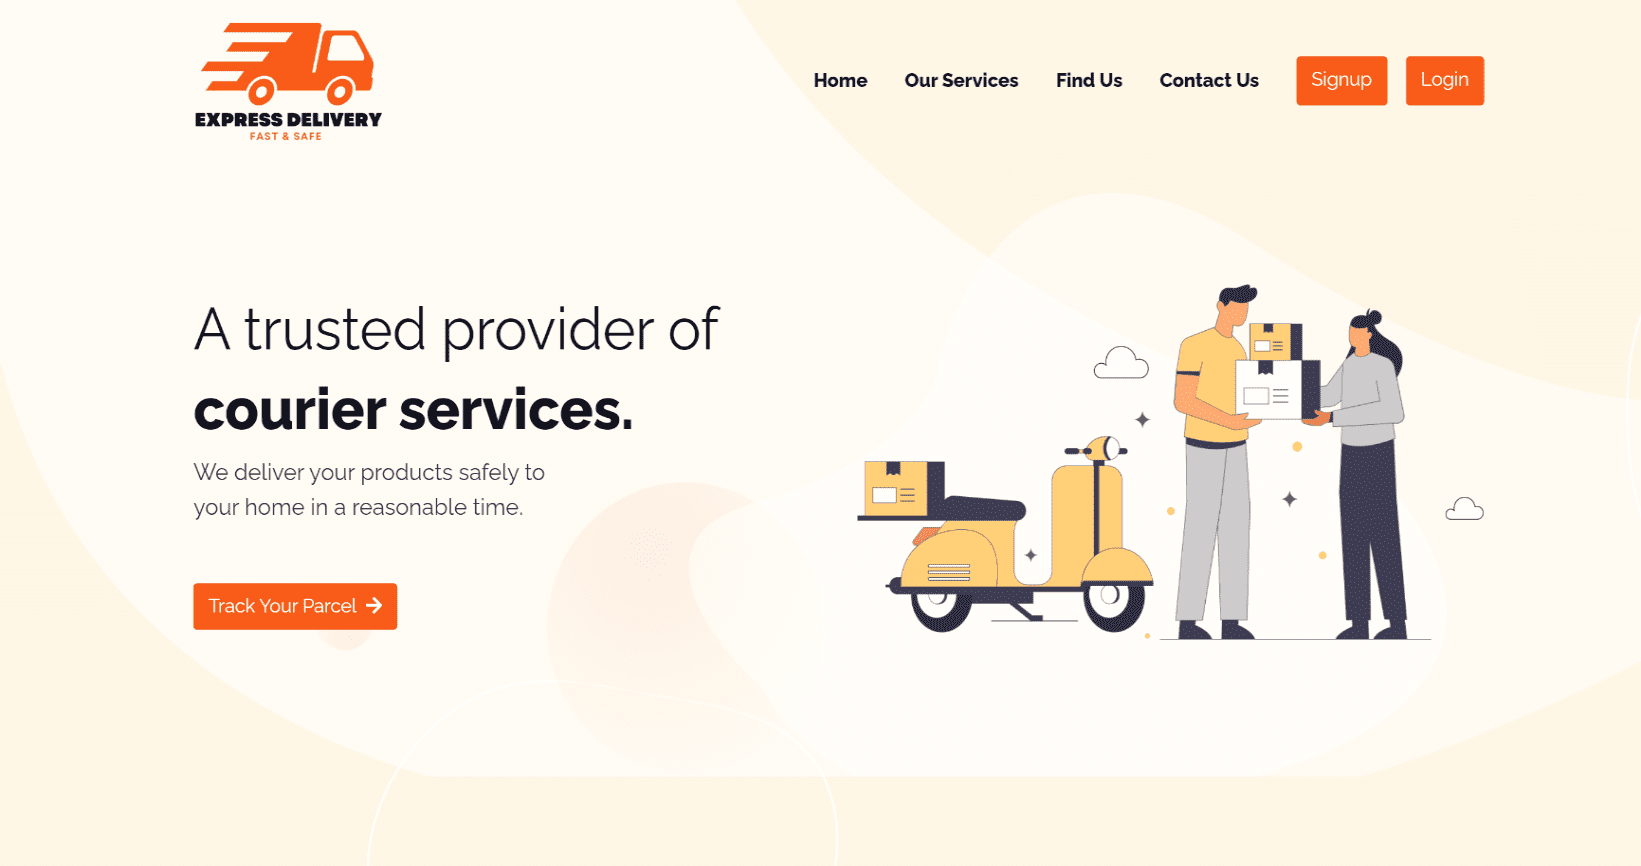 EXPRESS DELIVERY
FAST & SAFE
Home Our Services Find Us Contact Us Signup Login
A trusted provider of
courier services.
We deliver your products safely to
your home in a reasonable time.
Track Your Parcel